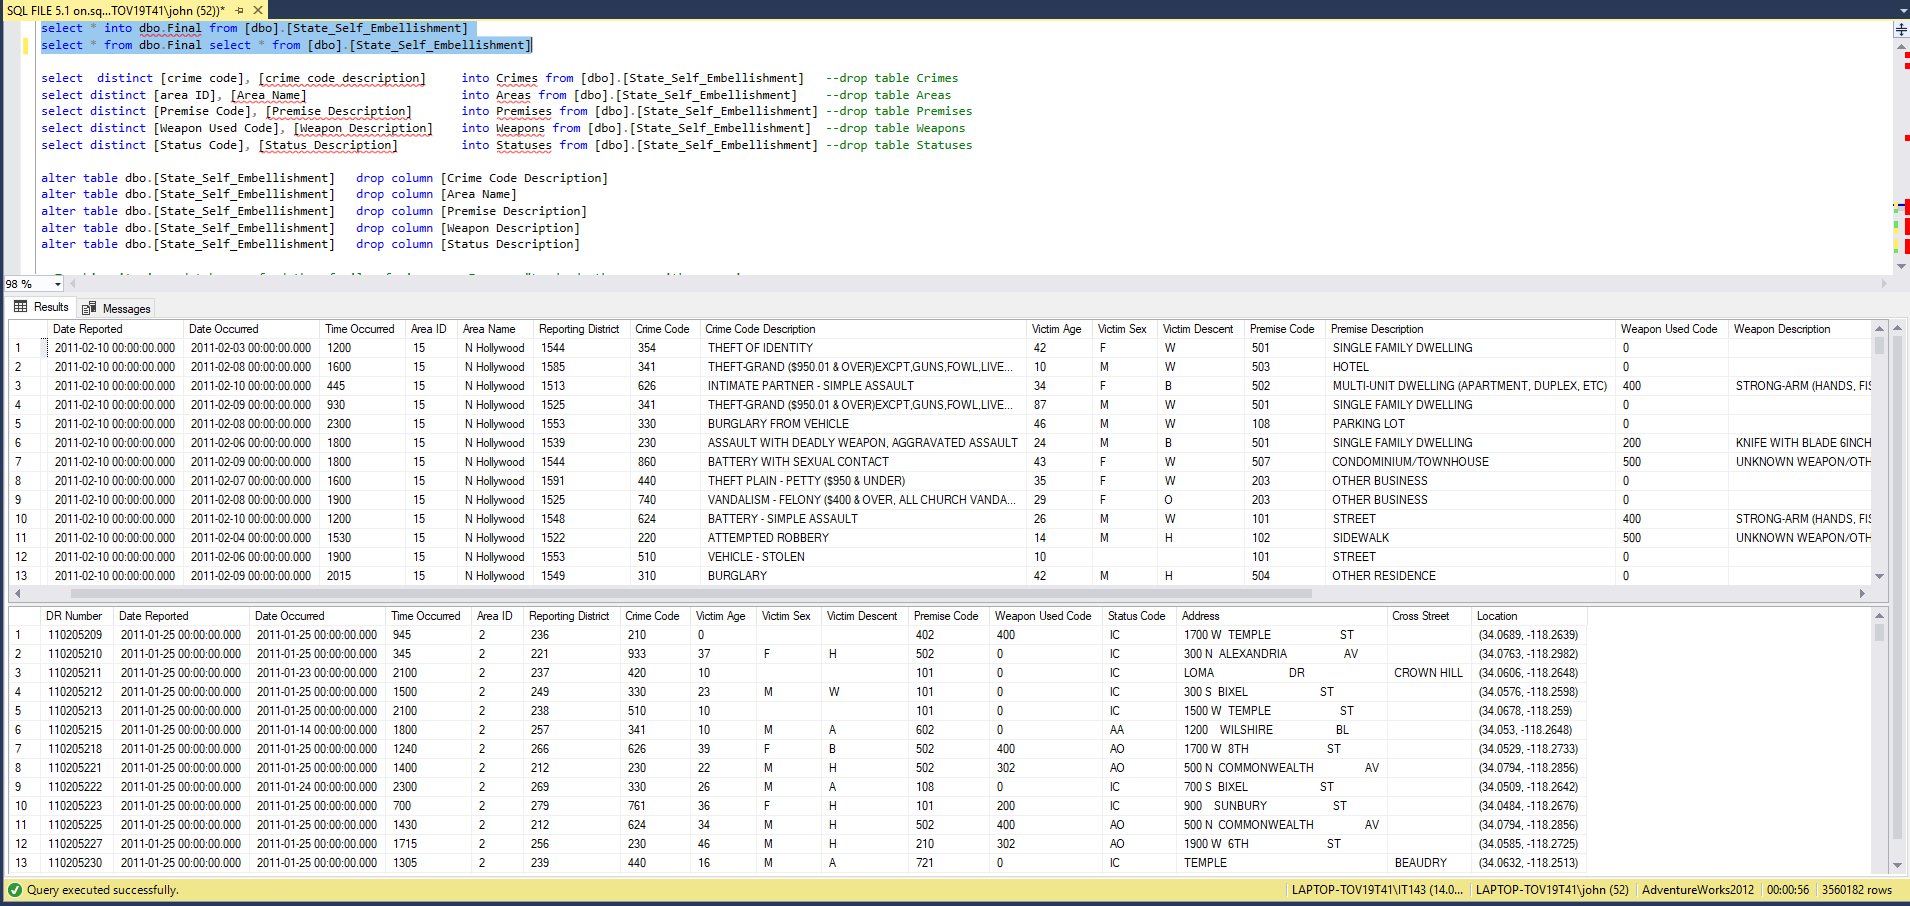 SQL FILE 5.1 on.sq...TOV19T41\john (52))*
select * into dbo.Final from [dbo].[State_Self_Embellishment]
select * from dbo.Final select * from [dbo].[State_Self_Embellishment]
select  distinct [crime code], [crime code description]     into Crimes from [dbo].[State_Self_Embellishment]   --drop table Crimes
select distinct [area ID], [Area Name]                      into Areas from [dbo].[State_Self_Embellishment]    --drop table Areas
select distinct [Premise Code], [Premise Description]       into Premises from [dbo].[State_Self_Embellishment] --drop table Premises
select distinct [Weapon Used Code], [Weapon Description]    into Weapons from [dbo].[State_Self_Embellishment]  --drop table Weapons
select distinct [Status Code], [Status Description]         into Statuses from [dbo].[State_Self_Embellishment] --drop table Statuses
alter table dbo.[State_Self_Embellishment]   drop column [Crime Code Description]
alter table dbo.[State_Self_Embellishment]   drop column [Area Name]
alter table dbo.[State_Self_Embellishment]   drop column [Premise Description]
alter table dbo.[State_Self_Embellishment]   drop column [Weapon Description]
alter table dbo.[State_Self_Embellishment]   drop column [Status Description]
98 %
Results Messages
Date Reported Date Occurred Time Occurred Area ID Area Name Reporting District Crime Code Crime Code Description Victim Age Victim Sex Victim Descent Premise Code Premise Description Weapon Used Code Weapon Description
1 2011-02-10 00:00:00.000 2011-02-03 00:00:00.000 1200 15 N Hollywood 1544 354 THEFT OF IDENTITY 42 F W 501 SINGLE FAMILY DWELLING 0
2 2011-02-10 00:00:00.000 2011-02-08 00:00:00.000 1600 15 N Hollywood 1585 341 THEFT-GRAND ($950.01 & OVER)EXCPT,GUNS,FOWL,LIVE... 10 M W 503 HOTEL 0
3 2011-02-10 00:00:00.000 2011-02-10 00:00:00.000 445 15 N Hollywood 1513 626 INTIMATE PARTNER - SIMPLE ASSAULT 34 F B 502 MULTI-UNIT DWELLING (APARTMENT, DUPLEX, ETC) 400 STRONG-ARM (HANDS, FIS
4 2011-02-10 00:00:00.000 2011-02-09 00:00:00.000 930 15 N Hollywood 1525 341 THEFT-GRAND ($950.01 & OVER)EXCPT,GUNS,FOWL,LIVE... 87 M W 501 SINGLE FAMILY DWELLING 0
5 2011-02-10 00:00:00.000 2011-02-08 00:00:00.000 2300 15 N Hollywood 1553 330 BURGLARY FROM VEHICLE 46 M W 108 PARKING LOT 0
6 2011-02-10 00:00:00.000 2011-02-06 00:00:00.000 1800 15 N Hollywood 1539 230 ASSAULT WITH DEADLY WEAPON, AGGRAVATED ASSAULT 24 M B 501 SINGLE FAMILY DWELLING 200 KNIFE WITH BLADE 6INCH
7 2011-02-10 00:00:00.000 2011-02-09 00:00:00.000 1800 15 N Hollywood 1544 860 BATTERY WITH SEXUAL CONTACT 43 F W 507 CONDOMINIUM/TOWNHOUSE 500 UNKNOWN WEAPON/OTH
8 2011-02-10 00:00:00.000 2011-02-07 00:00:00.000 1600 15 N Hollywood 1591 440 THEFT PLAIN - PETTY ($950 & UNDER) 35 F W 203 OTHER BUSINESS 0
9 2011-02-10 00:00:00.000 2011-02-08 00:00:00.000 1900 15 N Hollywood 1525 740 VANDALISM - FELONY ($400 & OVER, ALL CHURCH VANDA... 29 F O 203 OTHER BUSINESS 0
10 2011-02-10 00:00:00.000 2011-02-10 00:00:00.000 1200 15 N Hollywood 1548 624 BATTERY - SIMPLE ASSAULT 26 M W 101 STREET 400 STRONG-ARM (HANDS, FIS
11 2011-02-10 00:00:00.000 2011-02-04 00:00:00.000 1530 15 N Hollywood 1522 220 ATTEMPTED ROBBERY 14 M H 102 SIDEWALK 500 UNKNOWN WEAPON/OTH
12 2011-02-10 00:00:00.000 2011-02-06 00:00:00.000 1900 15 N Hollywood 1553 510 VEHICLE - STOLEN 10 101 STREET 0
13 2011-02-10 00:00:00.000 2011-02-09 00:00:00.000 2015 15 N Hollywood 1549 310 BURGLARY 42 M H 504 OTHER RESIDENCE 0
DR Number Date Reported Date Occurred Time Occurred Area ID Reporting District Crime Code Victim Age Victim Sex Victim Descent Premise Code Weapon Used Code Status Code Address Cross Street Location
1 110205209 2011-01-25 00:00:00.000 2011-01-25 00:00:00.000 945 2 236 210 0 402 400 IC 1700 W TEMPLE ST (34.0689, -118.2639)
2 110205210 2011-01-25 00:00:00.000 2011-01-25 00:00:00.000 345 2 221 933 37 F H 502 0 IC 300 N ALEXANDRIA AV (34.0763, -118.2982)
3 110205211 2011-01-25 00:00:00.000 2011-01-23 00:00:00.000 2100 2 237 420 10 101 0 IC LOMA DR CROWN HILL (34.0606, -118.2648)
4 110205212 2011-01-25 00:00:00.000 2011-01-25 00:00:00.000 1500 2 249 330 23 M W 101 0 IC 300 S BIXEL ST (34.0576, -118.2598)
5 110205213 2011-01-25 00:00:00.000 2011-01-25 00:00:00.000 2100 2 238 510 10 101 0 IC 1500 W TEMPLE ST (34.0678, -118.259)
6 110205215 2011-01-25 00:00:00.000 2011-01-14 00:00:00.000 1800 2 257 341 10 M A 602 0 AA 1200 WILSHIRE BL (34.053, -118.2648)
7 110205218 2011-01-25 00:00:00.000 2011-01-25 00:00:00.000 1240 2 266 626 39 F B 502 400 AO 1700 W 8TH ST (34.0529, -118.2733)
8 110205221 2011-01-25 00:00:00.000 2011-01-25 00:00:00.000 1400 2 212 230 22 M H 502 302 AO 500 N COMMONWEALTH AV (34.0794, -118.2856)
9 110205222 2011-01-25 00:00:00.000 2011-01-24 00:00:00.000 2300 2 269 330 26 M A 108 0 IC 700 S BIXEL ST (34.0509, -118.2642)
10 110205223 2011-01-25 00:00:00.000 2011-01-25 00:00:00.000 700 2 279 761 36 F H 101 200 IC 900 SUNBURY ST (34.0484, -118.2676)
11 110205225 2011-01-25 00:00:00.000 2011-01-25 00:00:00.000 1430 2 212 624 34 M H 502 400 AO 500 N COMMONWEALTH AV (34.0794, -118.2856)
12 110205227 2011-01-25 00:00:00.000 2011-01-25 00:00:00.000 1715 2 256 230 46 M H 210 302 AO 1900 W 6TH ST (34.0585, -118.2725)
13 110205230 2011-01-25 00:00:00.000 2011-01-25 00:00:00.000 1305 2 239 440 16 M A 721 0 IC TEMPLE BEAUDRY (34.0632, -118.2513)
Query executed successfully. LAPTOP-TOV19T41\IT143 (14.0... LAPTOP-TOV19T41\john (52) AdventureWorks2012 00:00:56 3560182 rows